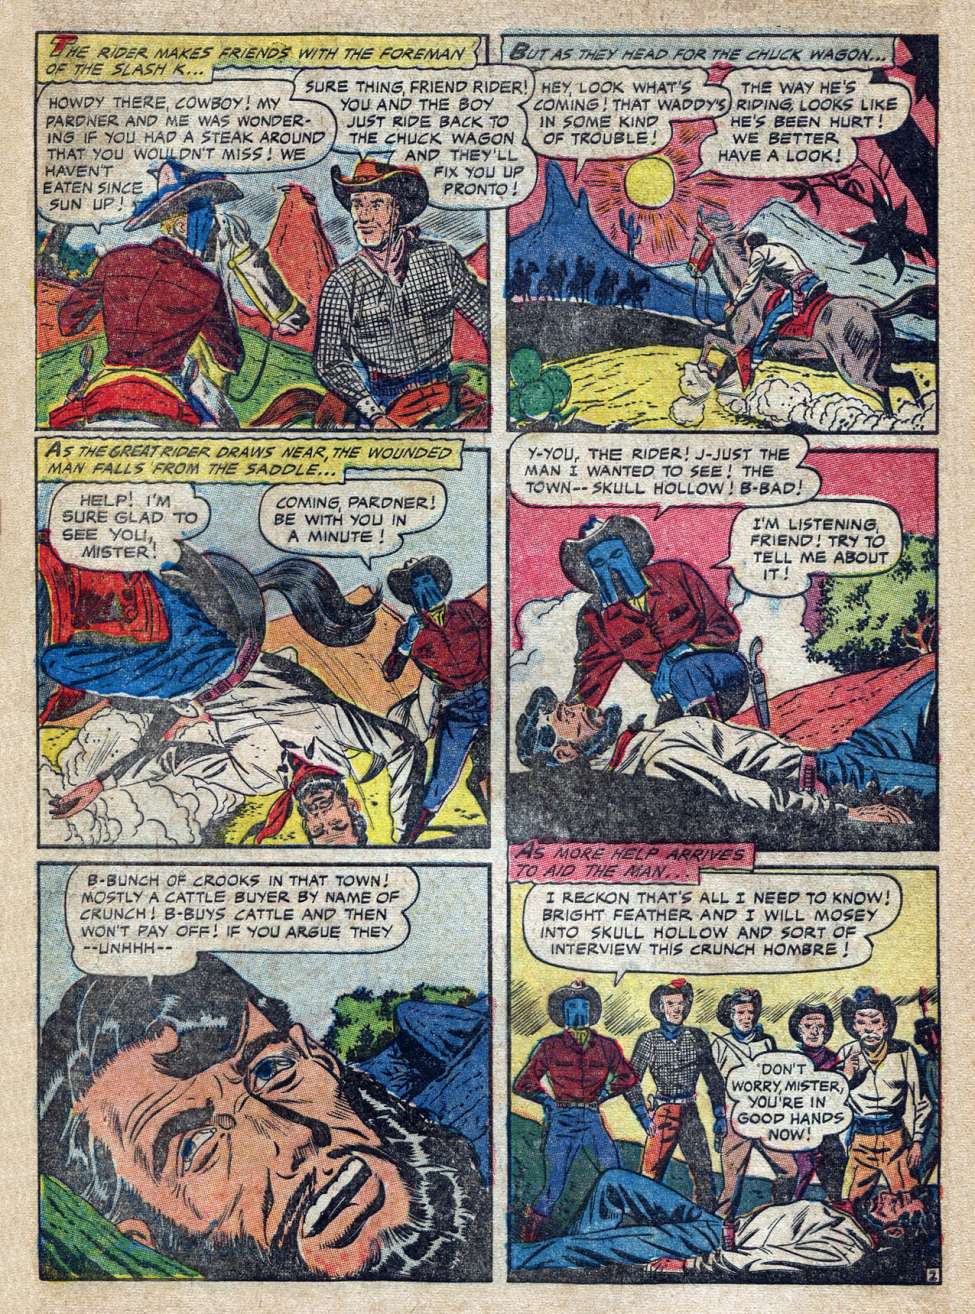 THE RIDER MAKES FRIENDS WITH THE FOREMAN
OF THE SLASH K...
HOWDY THERE, COWBOY! MY
PARDNER AND ME WAS WONDER-
ING IF YOU HAD A STEAK AROUND
THAT YOU WOULDN'T MISS! WE
HAVEN'T
EATEN SINCE
SUN UP!
SURE THING, FRIEND RIDER!
YOU AND THE BOY
JUST RIDE BACK TO
THE CHUCK WAGON
AND THEY'LL
FIX YOU UP
PRONTO!
BUT AS THEY HEAD FOR THE CHUCK WAGON...
HEY, LOOK WHAT'S
COMING! THAT WADDY'S
IN SOME KIND
OF TROUBLE!
THE WAY HE'S
RIDING, LOOKS LIKE
HE'S BEEN HURT!
WE BETTER
HAVE A LOOK!
AS THE GREAT RIDER DRAWS NEAR, THE WOUNDED
MAN FALLS FROM THE SADDLE...
HELP! I'M
SURE GLAD TO
SEE YOU,
MISTER!
COMING, PARDNER!
BE WITH YOU IN
A MINUTE!
Y-YOU, THE RIDER! J-JUST THE
MAN I WANTED TO SEE! THE
TOWN-- SKULL HOLLOW! B-BAD!
I'M LISTENING,
FRIEND! TRY TO
TELL ME ABOUT
IT!
B-BUNCH OF CROOKS IN THAT TOWN!
MOSTLY A CATTLE BUYER BY NAME OF
CRUNCH! B-BUYS CATTLE AND THEN
WON'T PAY OFF! IF YOU ARGUE THEY
--UNHHH--
AS MORE HELP ARRIVES
TO AID THE MAN...
I RECKON THAT'S ALL I NEED TO KNOW!
BRIGHT FEATHER AND I WILL MOSEY
INTO SKULL HOLLOW AND SORT OF
INTERVIEW THIS CRUNCH HOMBRE!
DON'T
WORRY, MISTER,
YOU'RE IN
GOOD HANDS
NOW!
2